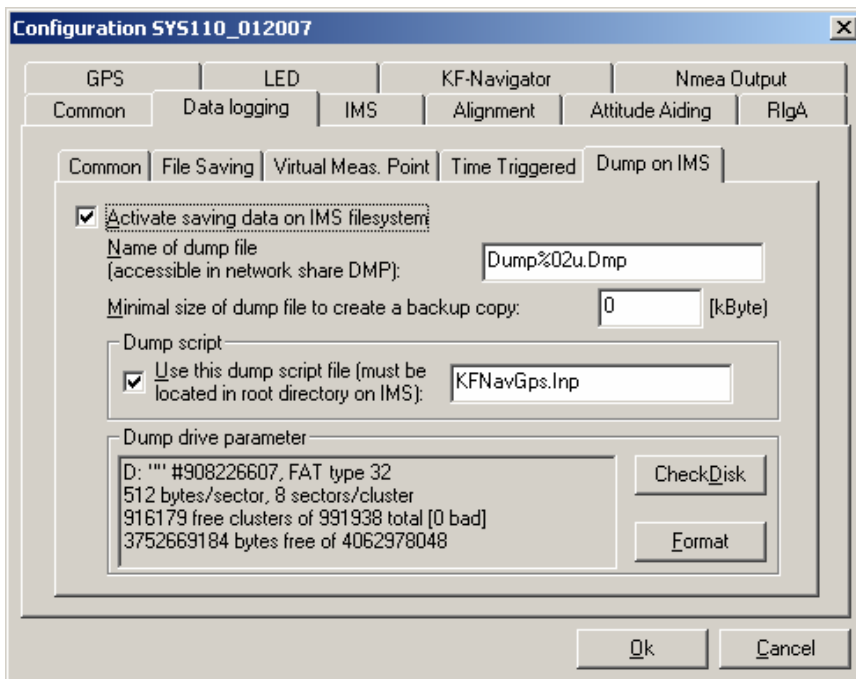 Configuration SYS110_012007
GPS LED KF-Navigator Nmea Output
Common Data logging IMS Alignment Attitude Aiding RIgA
Common File Saving Virtual Meas. Point Time Triggered Dump on IMS
Activate saving data on IMS filesystem
Name of dump file
(accessible in network share DMP): Dump%02u.Dmp
Minimal size of dump file to create a backup copy: 0 [kByte)
Dump script
Use this dump script file (must be
located in root directory on IMS): KFNavGps.Inp
Dump drive parameter
D: "" #908226607, FAT type 32
512 bytes/sector, 8 sectors/cluster
916179 free clusters of 991938 total [0 bad]
3752669184 bytes free of 4062978048
CheckDisk
Format
Ok Cancel